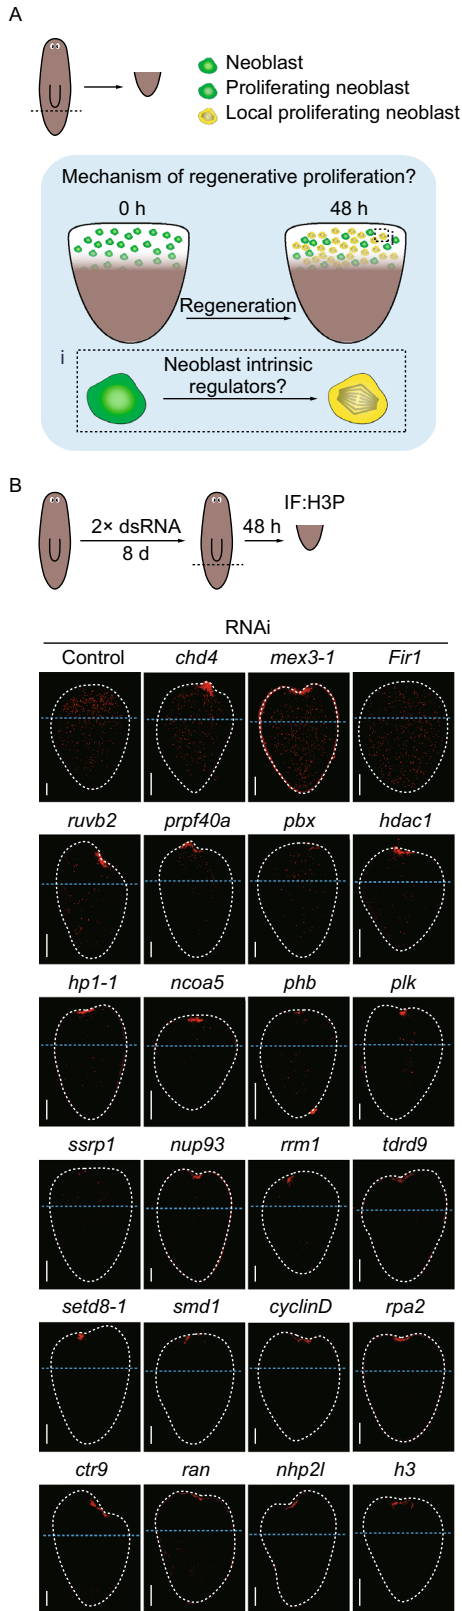 A
Neoblast
Proliferating neoblast
Local proliferating neoblast
Mechanism of regenerative proliferation?
0 h 48 h
i
Regeneration
i
Neoblast intrinsic
regulators?
B
IF:H3P
2× dsRNA 48 h
8 d
RNAi
Control chd4 mex3-1 Fir1
ruvb2 prpf40a pbx hdac1
hp1-1 ncoa5 phb plk
ssrp1 nup93 rrm1 tdrd9
setd8-1 smd1 cyclinD rpa2
ctr9 ran nhp2l h3